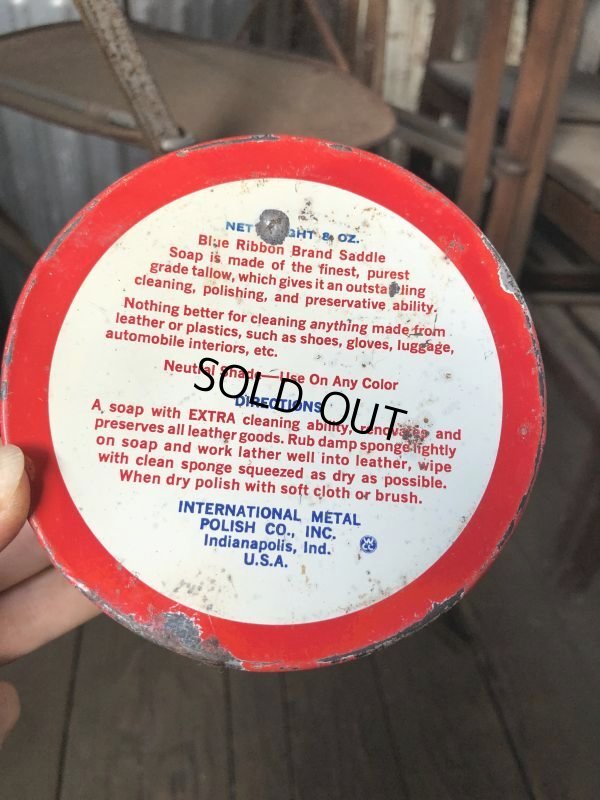 NET GHT 8 OZ.
Blue Ribbon Brand Saddle
Soap is made of the finest, purest
grade tallow, which gives it an outstanding
cleaning, polishing, and preservative ability.
Nothing better for cleaning anything made from
leather or plastics, such as shoes, gloves, luggage,
automobile interiors, etc.
Neutral Shade—Use On Any Color
SOLD OUT
DIRECTIONS
A soap with EXTRA cleaning ability, renovates and
preserves all leather goods. Rub damp sponge lightly
on soap and work lather well into leather, wipe
with clean sponge squeezed as dry as possible.
When dry polish with soft cloth or brush.
INTERNATIONAL METAL
POLISH CO., INC.
Indianapolis, Ind.
U.S.A.